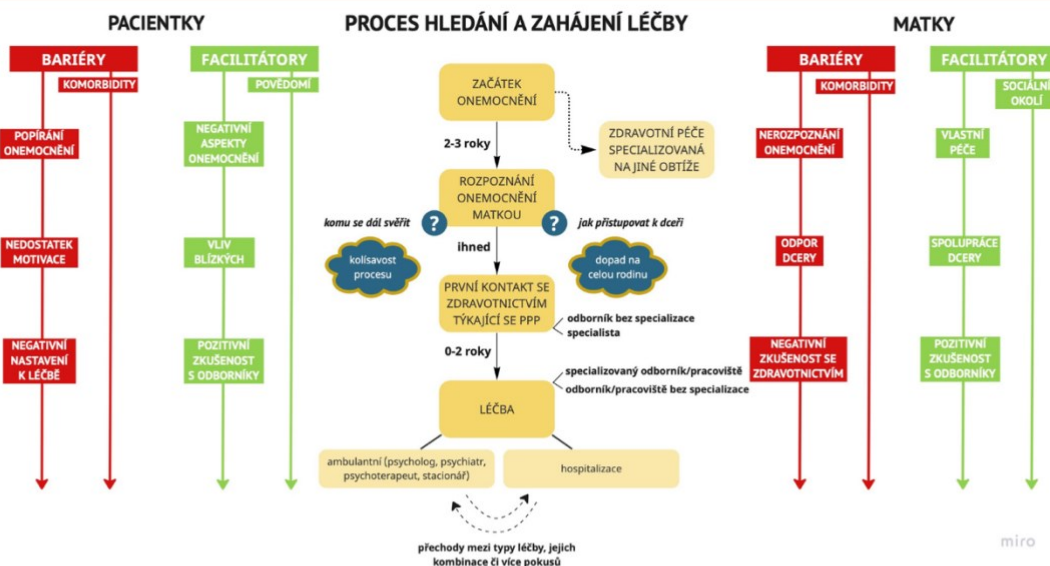 PACIENTKY
PROCES HLEDÁNÍ A ZAHÁJENÍ LÉČBY
MATKY
BARIÉRY
KOMORBIDITY
POPÍRÁNÍ
ONEMOCNĚNÍ
NEDOSTATEK
MOTIVACE
NEGATIVNÍ
NASTAVENÍ
K LÉČBĚ
FACILITÁTORY
POVĚDOMÍ
NEGATIVNÍ
ASPEKTY
ONEMOCNĚNÍ
VLIV
BLÍZKÝCH
POZITIVNÍ
ZKUŠENOST
S ODBORNÍKY
ZAČÁTEK
ONEMOCNĚNÍ
2-3 roky
ZDRAVOTNÍ PÉČE
SPECIALIZOVANÁ
NA JINÉ OBTÍŽE
ROZPOZNÁNÍ
ONEMOCNĚNÍ
MATKOU
komu se dál svěřit
?
?
jak přistupovat k dceři
kolísavost
procesu
ihned
dopad na
celou rodinu
PRVNÍ KONTAKT SE
ZDRAVOTNICTVÍM
TÝKAJÍCÍ SE PPP
odborník bez specializace
specialista
0-2 roky
LÉČBA
specializovaný odborník/pracoviště
odborník/pracoviště bez specializace
ambulantní (psycholog, psychiatr,
psychoterapeut, stacionář)
hospitalizace
přechody mezi typy léčby, jejich
kombinace či více pokusů
BARIÉRY
KOMORBIDITY
NEROZPOZNÁNÍ
ONEMOCNĚNÍ
ODPOR
DCERY
NEGATIVNÍ
ZKUŠENOST SE
ZDRAVOTNICTVÍM
FACILITÁTORY
SOCIÁLNÍ
OKOLÍ
VLASTNÍ
PÉČE
SPOLUPRÁCE
DCERY
POZITIVNÍ
ZKUŠENOST
S ODBORNÍKY
miro